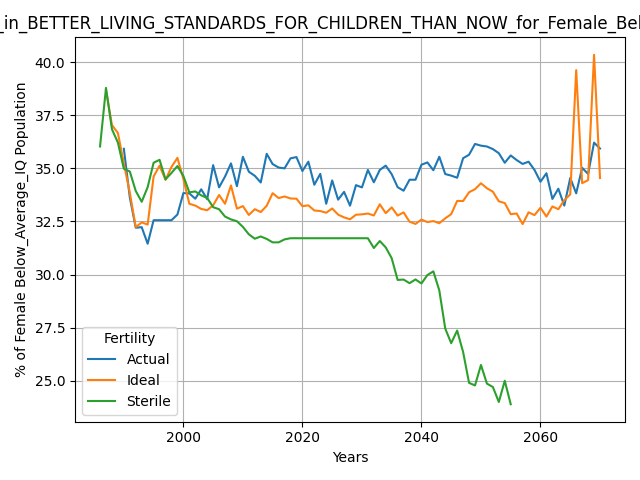 _in_BETTER_LIVING_STANDARDS_FOR_CHILDREN_THAN_NOW_for_Female_Bel
40.0
37.5
35.0
32.5
30.0
27.5
25.0
% of Female Below_Average_IQ Population
Fertility
Actual
Ideal
Sterile
2000
2020
2040
2060
Years